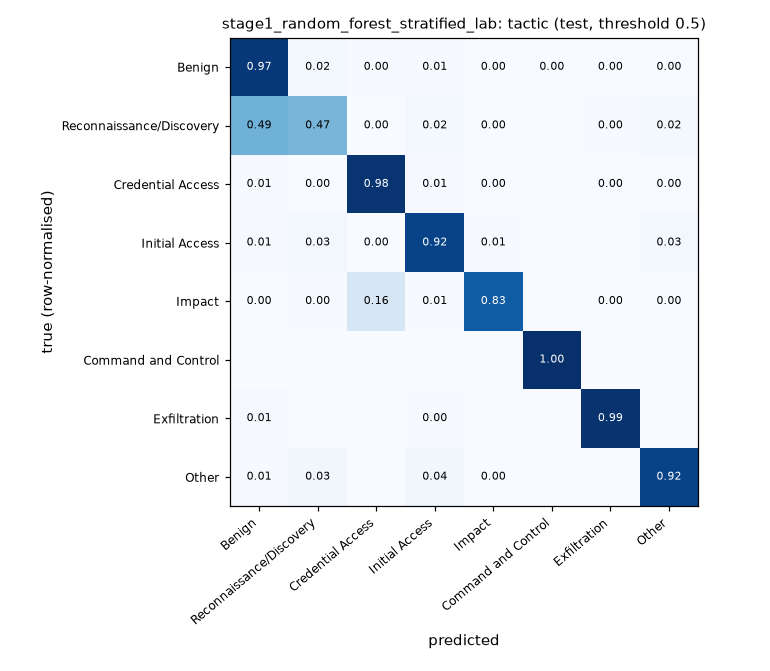 stage1_random_forest_stratified_lab: tactic (test, threshold 0.5)
Benign 0.97 0.02 0.00 0.01 0.00 0.00 0.00 0.00
Reconnaissance/Discovery 0.49 0.47 0.00 0.02 0.00 0.00 0.02
Credential Access 0.01 0.00 0.98 0.01 0.00 0.00 0.00
Initial Access 0.01 0.03 0.00 0.92 0.01 0.03
Impact 0.00 0.00 0.16 0.01 0.83 0.00 0.00
Command and Control 1.00
Exfiltration 0.01 0.00 0.99
Other 0.01 0.03 0.04 0.00 0.92
true (row-normalised)
Benign
Reconnaissance/Discovery
Credential Access
Initial Access
Impact
Command and Control
Exfiltration
Other
predicted